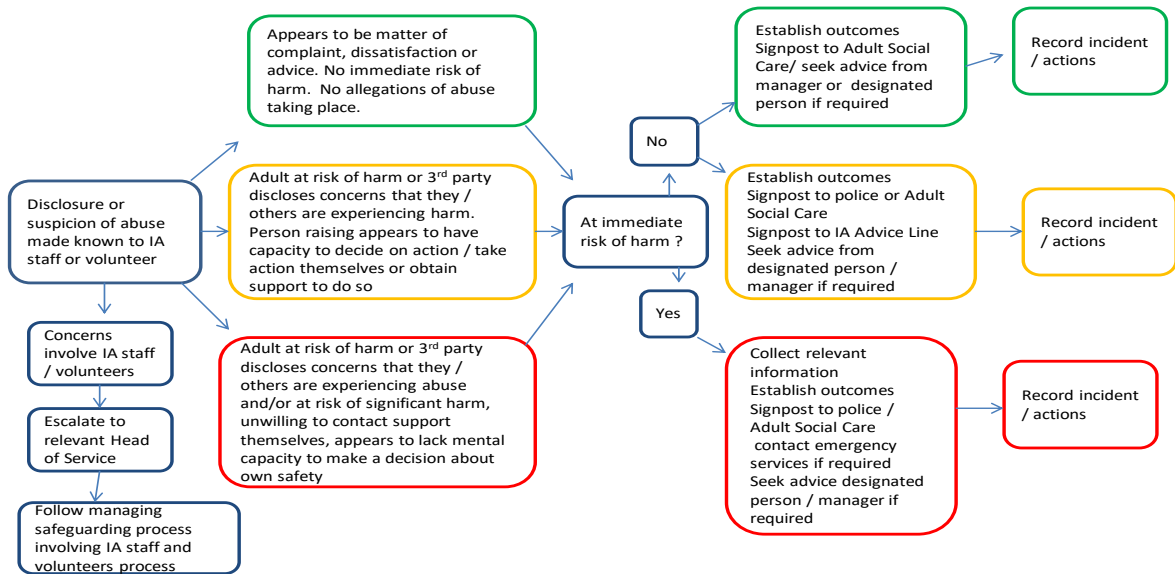 Disclosure or
suspicion of abuse
made known to IA
staff or volunteer
Concerns
involve IA staff
/ volunteers
Escalate to
relevant Head
of Service
Follow managing
safeguarding process
involving IA staff and
volunteers process
Appears to be matter of
complaint, dissatisfaction or
advice. No immediate risk of
harm. No allegations of abuse
taking place.
Adult at risk of harm or 3rd party
discloses concerns that they /
others are experiencing harm.
Person raising appears to have
capacity to decide on action / take
action themselves or obtain
support to do so
Adult at risk of harm or 3rd party
discloses concerns that they /
others are experiencing abuse
and/or at risk of significant harm,
unwilling to contact support
themselves, appears to lack mental
capacity to make a decision about
own safety
At immediate
risk of harm ?
No
Yes
Establish outcomes
Signpost to Adult Social
Care/ seek advice from
manager or designated
person if required
Record incident
/ actions
Establish outcomes
Signpost to police or Adult
Social Care
Signpost to IA Advice Line
Seek advice from
designated person /
manager if required
Record incident
/ actions
Collect relevant
information
Establish outcomes
Signpost to police /
Adult Social Care
contact emergency
services if required
Seek advice designated
person / manager if
required
Record incident
/ actions